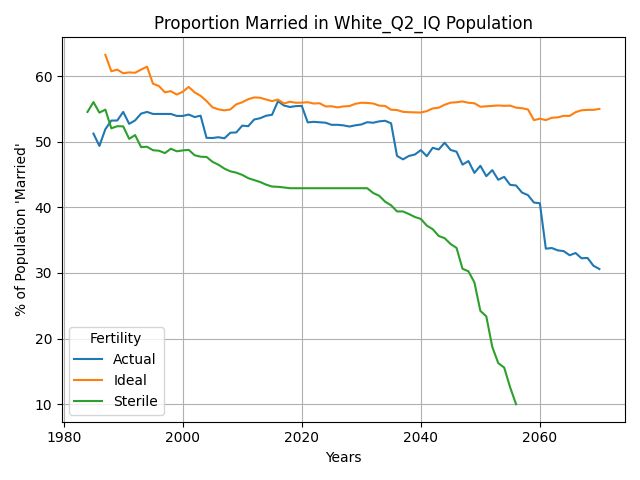 Proportion Married in White_Q2_IQ Population
% of Population 'Married'
60
50
40
30
20
10
Fertility
Actual
Ideal
Sterile
1980
2000
2020
2040
2060
Years